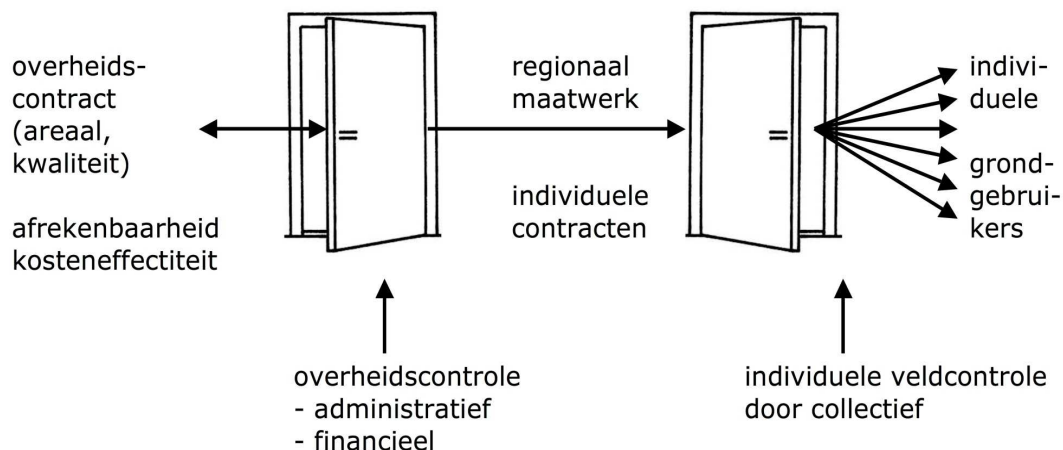 overheids-
contract
(areaal,
kwaliteit)
afrekenbaarheid
kosteneffectiteit
regionaal
maatwerk
individuele
contracten
indivi-
duele
grond-
gebrui-
kers
overheidscontrole
- administratief
- financieel
individuele veldcontrole
door collectief